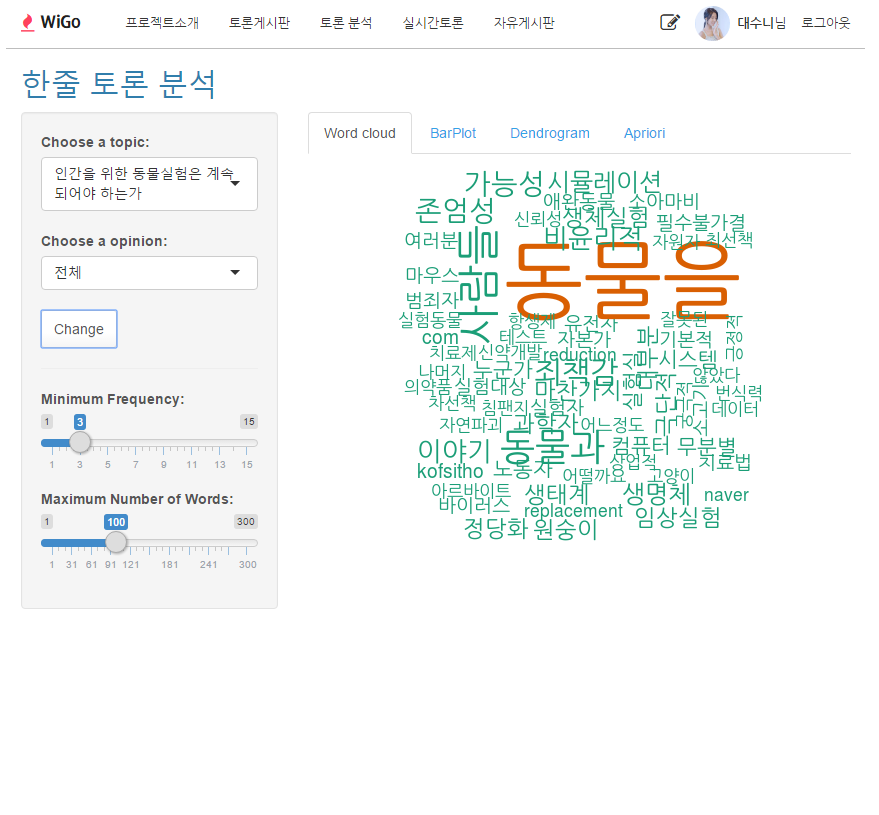 WiGo 프로젝트소개 토론게시판 토론 분석 실시간토론 자유게시판 대수니님 로그아웃
한줄 토론 분석
Choose a topic:
인간을 위한 동물실험은 계속
되어야 하는가
Choose a opinion:
전체
Change
Minimum Frequency:
1 3 15
1 3 5 7 9 11 13 15
Maximum Number of Words:
1 100 300
1 31 61 91 121 181 241 300
Word cloud BarPlot Dendrogram Apriori
가능성 시뮬레이션
애완동물 소아마비
존엄성
신뢰성 생체실험 필수불가결
여러분 사람들 비윤리적 자원자 최선책
동물을
마우스
범죄자
실험동물 항생제 유전자 잘못된
com 테스트 자본가 기본적
치료제 신약개발 reduction 시스템
나머지 누군가 죄책감 않았다
의약품 실험대상 마찬가지 번식력
차선책 침팬지 실험자 데이터
자연파괴 과학자 어느정도
이야기 동물과 컴퓨터 무분별
kofsitho 노동자 상업적 치료법
어떨까요 고양이
아르바이트 생태계 생명체 naver
바이러스 replacement 임상실험
정당화 원숭이